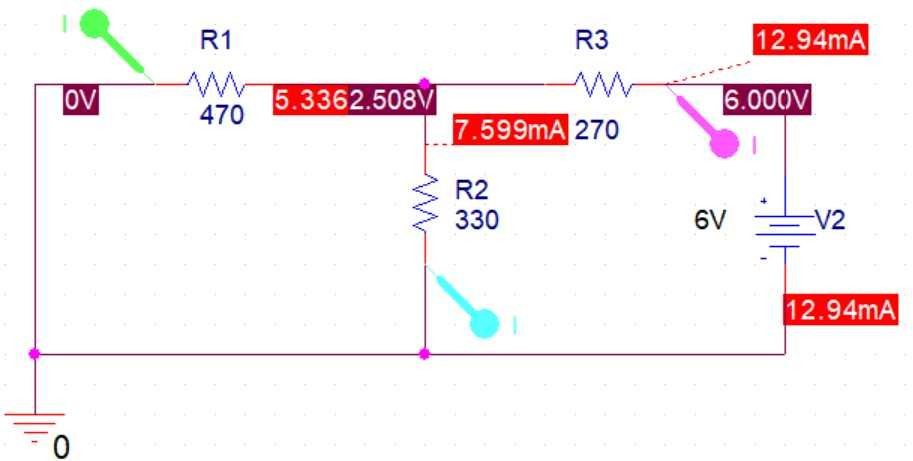 I
R1
R3
12.94mA
0V
470
5.336
2.508V
6.000V
7.599mA
270
I
R2
330
6V
+
-
V2
12.94mA
I
0